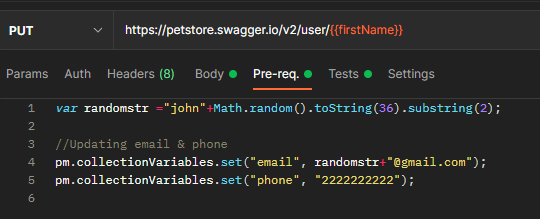 PUT https://petstore.swagger.io/v2/user/{{firstName}}
Params Auth Headers (8) Body Pre-req. Tests Settings
1 var randomstr ="john"+Math.random().toString(36).substring(2);
2
3 //Updating email & phone
4 pm.collectionVariables.set("email", randomstr+"@gmail.com");
5 pm.collectionVariables.set("phone", "2222222222");
6